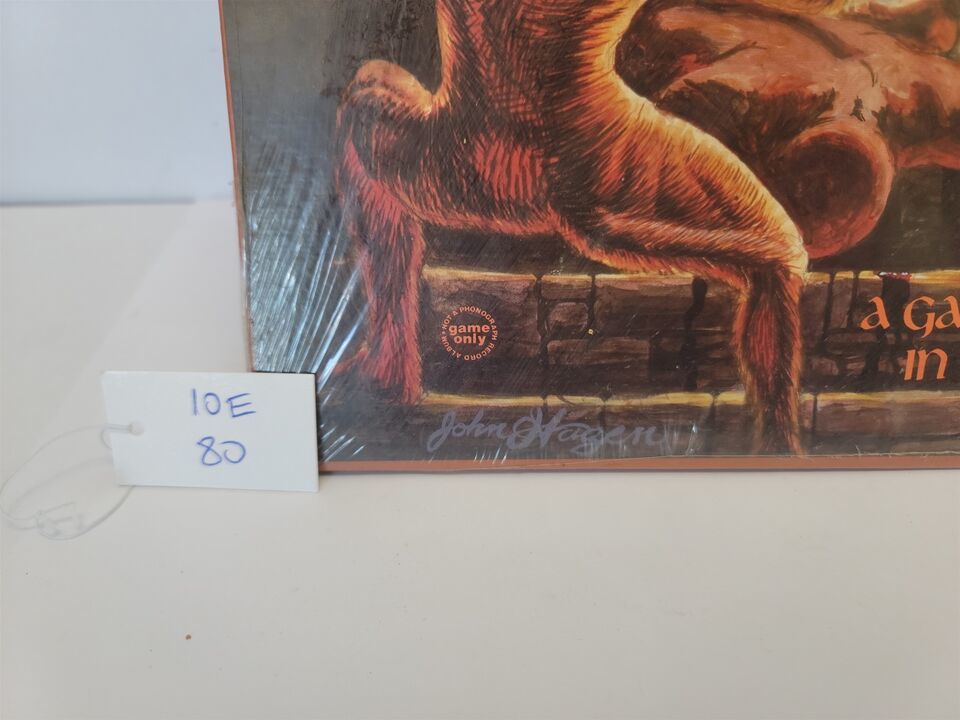 A GA
IN
NOT A PHONOGRAPH RECORD ALBUM •
game
only
John Hagen
10E
80